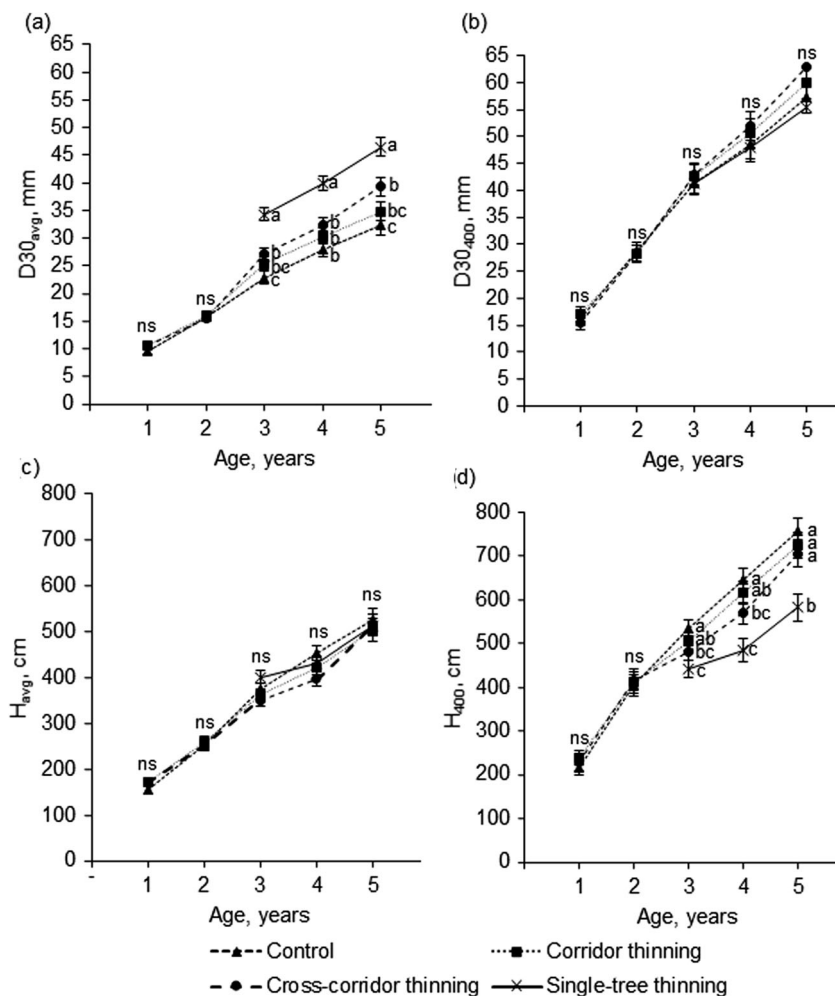 (a)
65
60
55
50
45
40
35
30
25
20
15
10
5
0
D30avg, mm
ns
ns
a
b
bc
c
a
b
b
b
a
b
bc
c
1 2 3 4 5
Age, years
(b)
65
60
55
50
45
40
35
30
25
20
15
10
5
0
D30400, mm
ns
ns
ns
ns
ns
1 2 3 4 5
Age, years
c)
800
700
600
500
400
300
200
100
0
-
Havg, cm
ns
ns
ns
ns
ns
1 2 3 4 5
Age, years
(d)
800
700
600
500
400
300
200
100
0
H400, cm
ns
ns
a
ab
bc
c
a
ab
bc
c
a
a
a
b
1 2 3 4 5
Age, years
Control
Corridor thinning
Cross-corridor thinning
Single-tree thinning